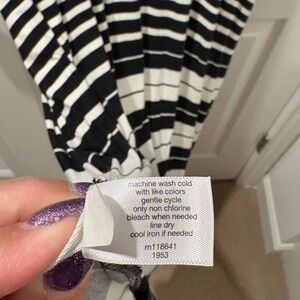 machine wash cold
with like colors
gentle cycle
only non chlorine
bleach when needed
line dry
cool iron if needed
rn118641
1953